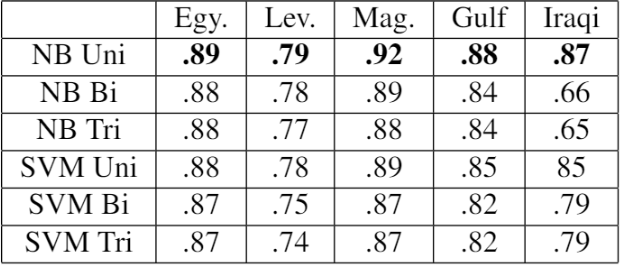 Egy. Lev. Mag. Gulf Iraqi
NB Uni .89 .79 .92 .88 .87
NB Bi .88 .78 .89 .84 .66
NB Tri .88 .77 .88 .84 .65
SVM Uni .88 .78 .89 .85 85
SVM Bi .87 .75 .87 .82 .79
SVM Tri .87 .74 .87 .82 .79